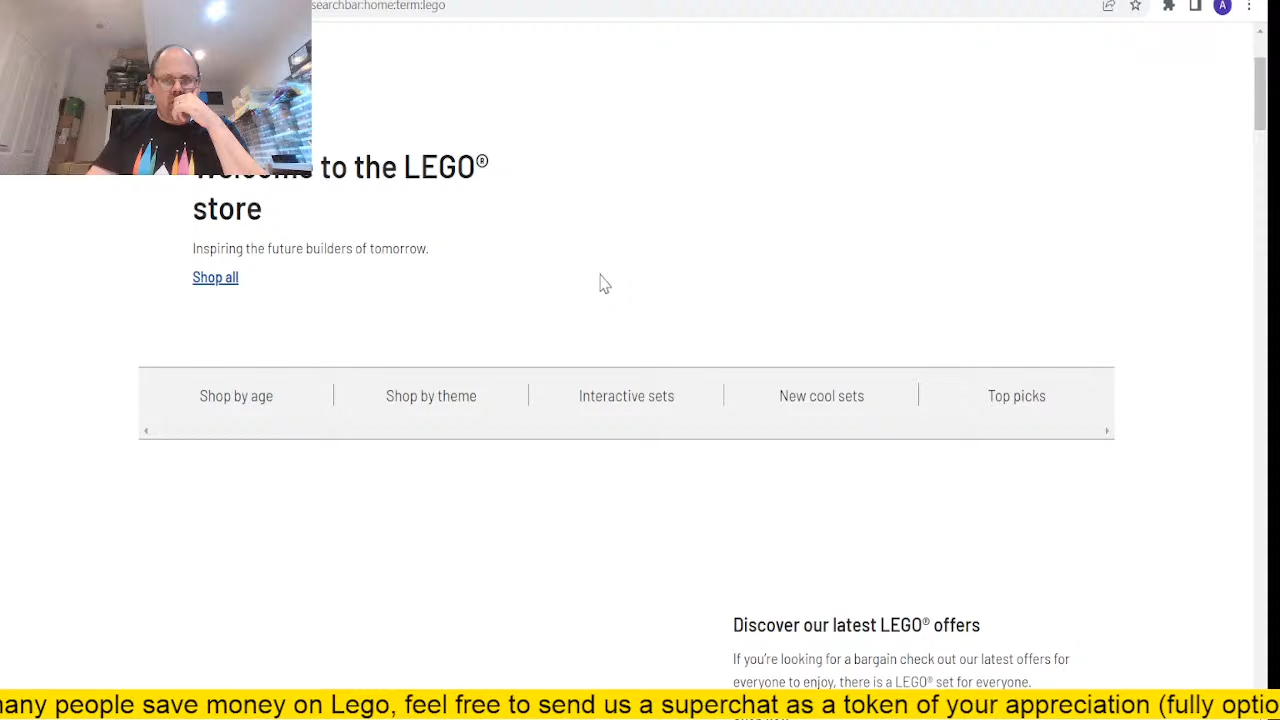 searchbar:home:term:lego
A
to the LEGO®
store
Inspiring the future builders of tomorrow.
Shop all
Shop by age
Shop by theme
Interactive sets
New cool sets
Top picks
Discover our latest LEGO® offers
If you're looking for a bargain check out our latest offers for
everyone to enjoy, there is a LEGO® set for everyone.
many people save money on Lego, feel free to send us a superchat as a token of your appreciation (fully optio